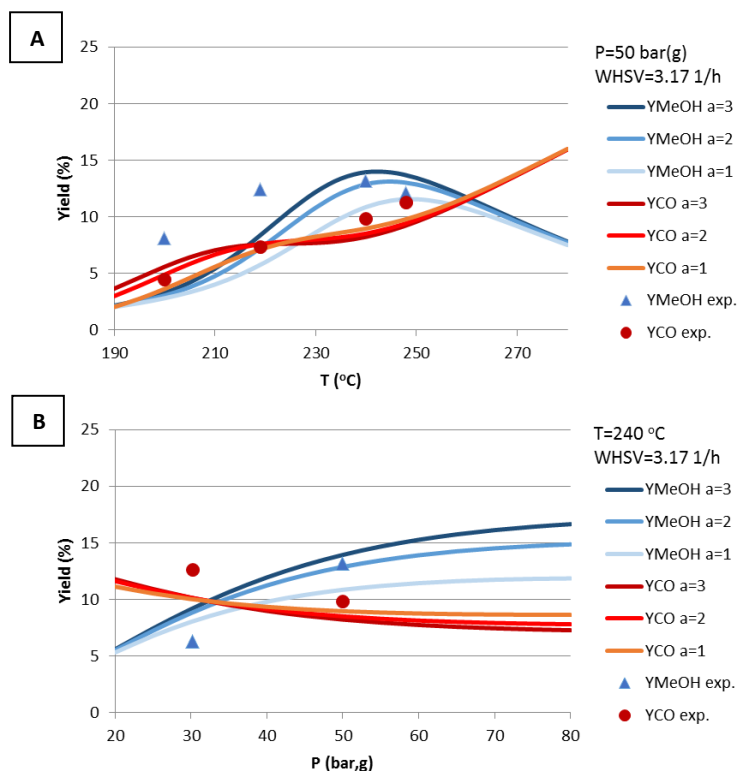 A
P=50 bar(g)
WHSV=3.17 1/h
25
20
15
10
5
0
Yield (%)
190
210
230
250
270
T (°C)
YMeOH a=3
YMeOH a=2
YMeOH a=1
YCO a=3
YCO a=2
YCO a=1
YMeOH exp.
YCO exp.
B
T=240 °C
WHSV=3.17 1/h
25
20
15
10
5
0
Yield (%)
20
30
40
50
60
70
80
P (bar,g)
YMeOH a=3
YMeOH a=2
YMeOH a=1
YCO a=3
YCO a=2
YCO a=1
YMeOH exp.
YCO exp.